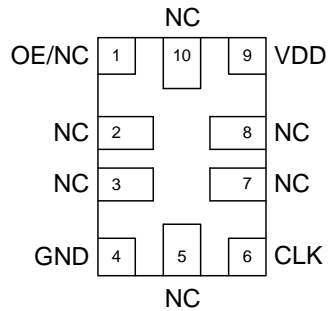 NC
OE/NC 1 10 9 VDD
NC 2 8 NC
NC 3 7 NC
GND 4 5 6 CLK
NC